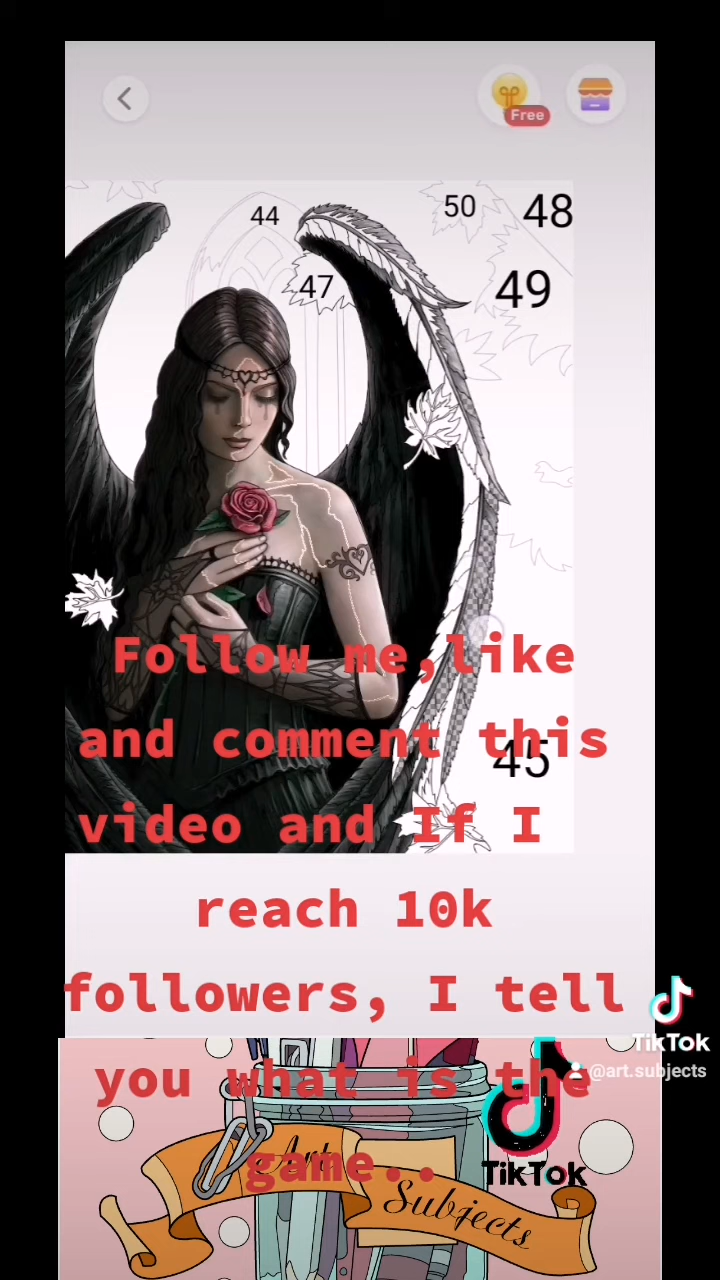 Free
44
50
48
47
49
Follow me,like
and comment this
45
video and If I
reach 10k
followers, I tell
TikTok
you what is the
@art.subjects
game..
Art
TikTok
Subjects